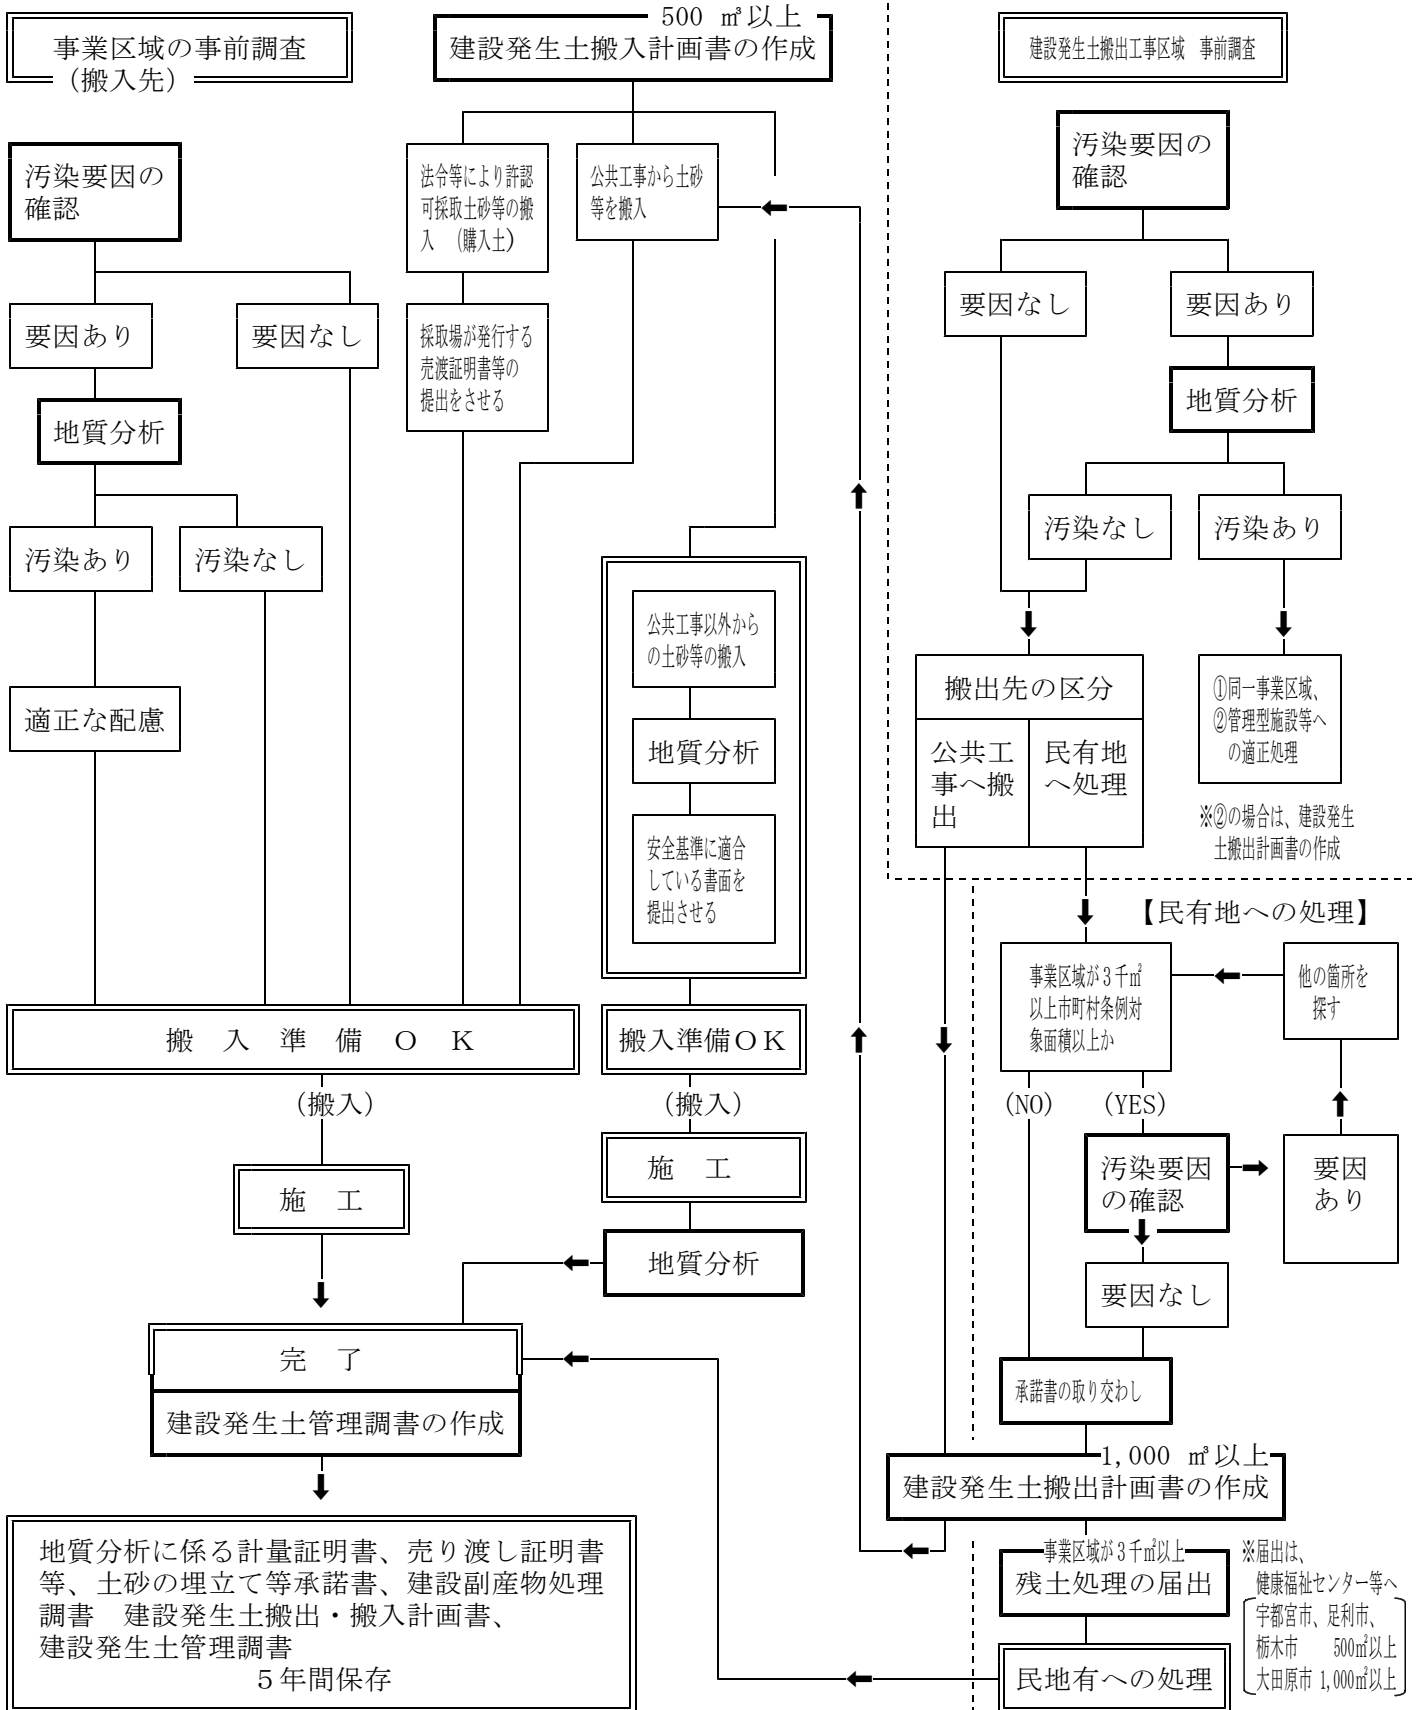 事業区域の事前調査
(搬入先)
500 ㎥以上
建設発生土搬入計画書の作成
建設発生土搬出工事区域　事前調査
汚染要因の
確認
要因あり
要因なし
地質分析
汚染あり
汚染なし
適正な配慮
法令等により許認
可採取土砂等の搬
入　(購入土)
採取場が発行する
売渡証明書等の
提出をさせる
公共工事から土砂
等を搬入
公共工事以外から
の土砂等の搬入
地質分析
安全基準に適合
している書面を
提出させる
搬　入　準　備　Ｏ　Ｋ
搬入準備ＯＫ
(搬入)
(搬入)
施　工
施　工
地質分析
完　了
建設発生土管理調書の作成
地質分析に係る計量証明書、売り渡し証明書
等、土砂の埋立て等承諾書、建設副産物処理
調書　建設発生土搬出・搬入計画書、
建設発生土管理調書
５年間保存
汚染要因の
確認
要因なし
要因あり
地質分析
汚染なし
汚染あり
搬出先の区分
公共工
事へ搬
出
民有地
へ処理
①同一事業区域、
②管理型施設等へ
の適正処理
※②の場合は、建設発生
土搬出計画書の作成
【民有地への処理】
事業区域が３千㎡
以上市町村条例対
象面積以上か
他の箇所を
探す
(NO)
(YES)
汚染要因
の確認
要因
あり
要因なし
承諾書の取り交わし
1,000 ㎥以上
建設発生土搬出計画書の作成
事業区域が３千㎡以上
残土処理の届出
民地有への処理
※届出は、
健康福祉センター等へ
宇都宮市、足利市、
栃木市　500㎡以上
大田原市 1,000㎡以上